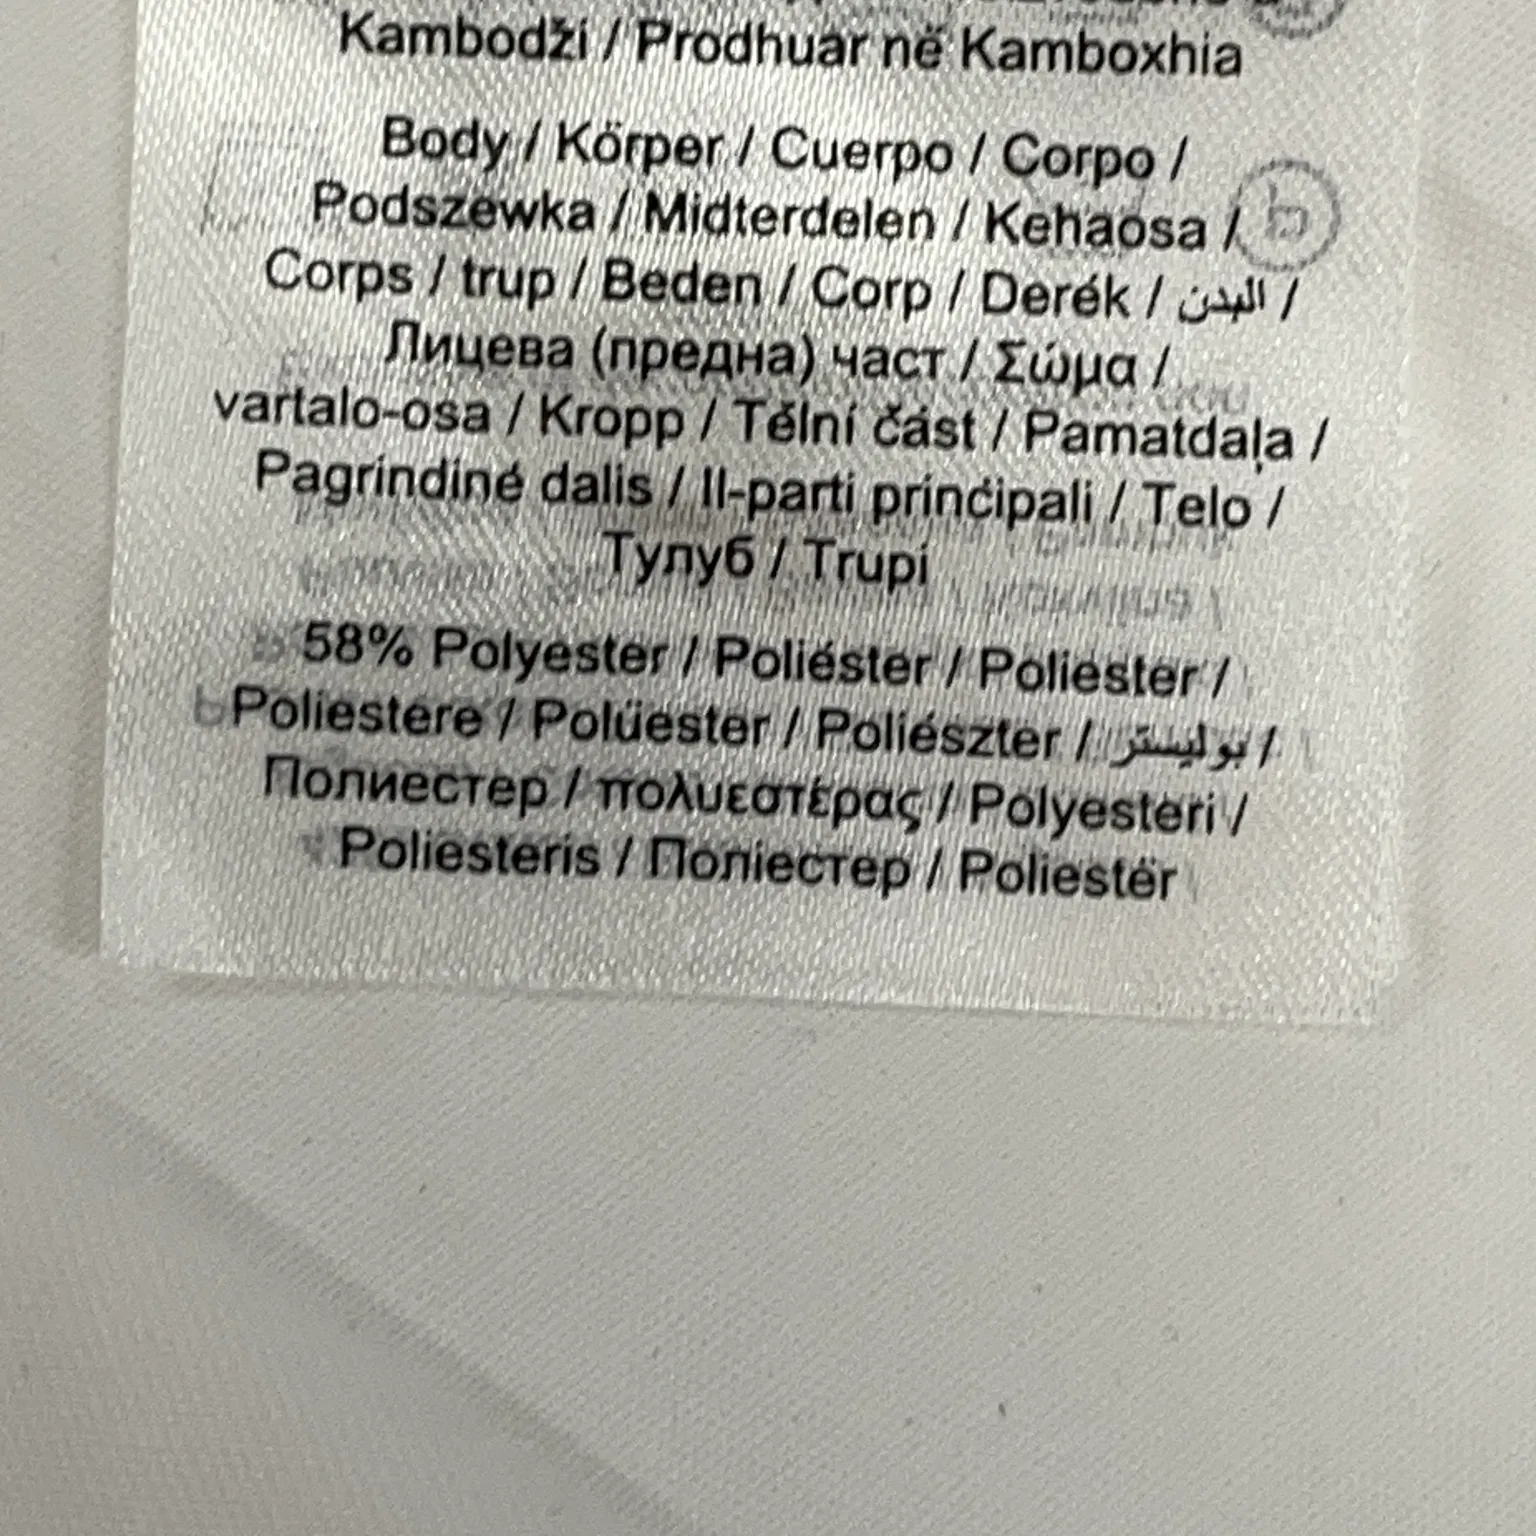 Kambodži / Prodhuar në Kamboxhia
Body / Körper / Cuerpo / Corpo /
Podszewka / Midterdelen / Kehaosa /
Corps / trup / Beden / Corp / Derék / البدن /
Лицева (предна) част / Σώμα /
vartalo-osa / Kropp / Tělní část / Pamatdaļa /
Pagrindinė dalis / Il-parti prinċipali / Telo /
Тулуб / Trupi
58% Polyester / Poliéster / Poliester /
Poliestere / Polüester / Poliészter / بوليستر /
Полиестер / πολυεστέρας / Polyesteri /
Poliesteris / Поліестер / Poliestër